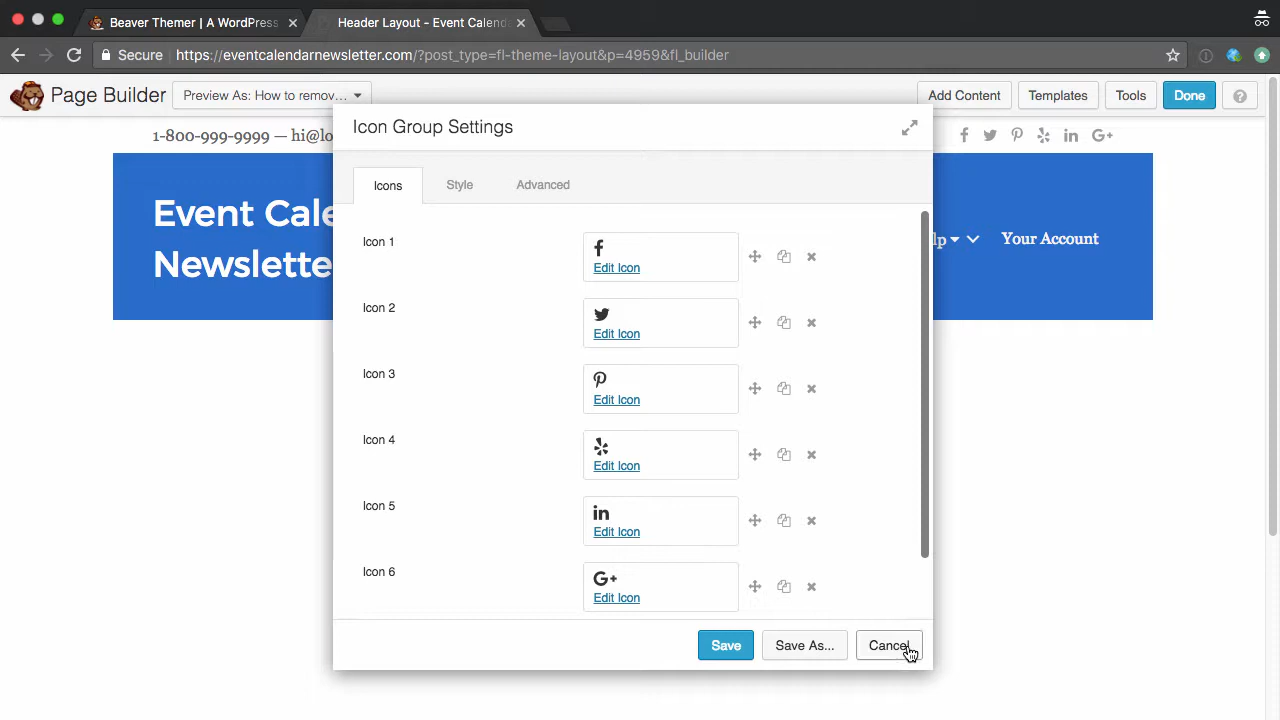 Beaver Themer | A WordPress
Header Layout - Event Calend
Secure https://eventcalendarnewsletter.com/?post_type=fl-theme-layout&p=4959&fl_builder
Page Builder
Preview As: How to remov...
Add Content
Templates
Tools
Done
?
1-800-999-9999 — hi@lo
Event Cale
Newslette
lp
Your Account
Icon Group Settings
Icons
Style
Advanced
Icon 1
Edit Icon
Icon 2
Edit Icon
Icon 3
Edit Icon
Icon 4
Edit Icon
Icon 5
Edit Icon
Icon 6
Edit Icon
Save
Save As...
Cancel